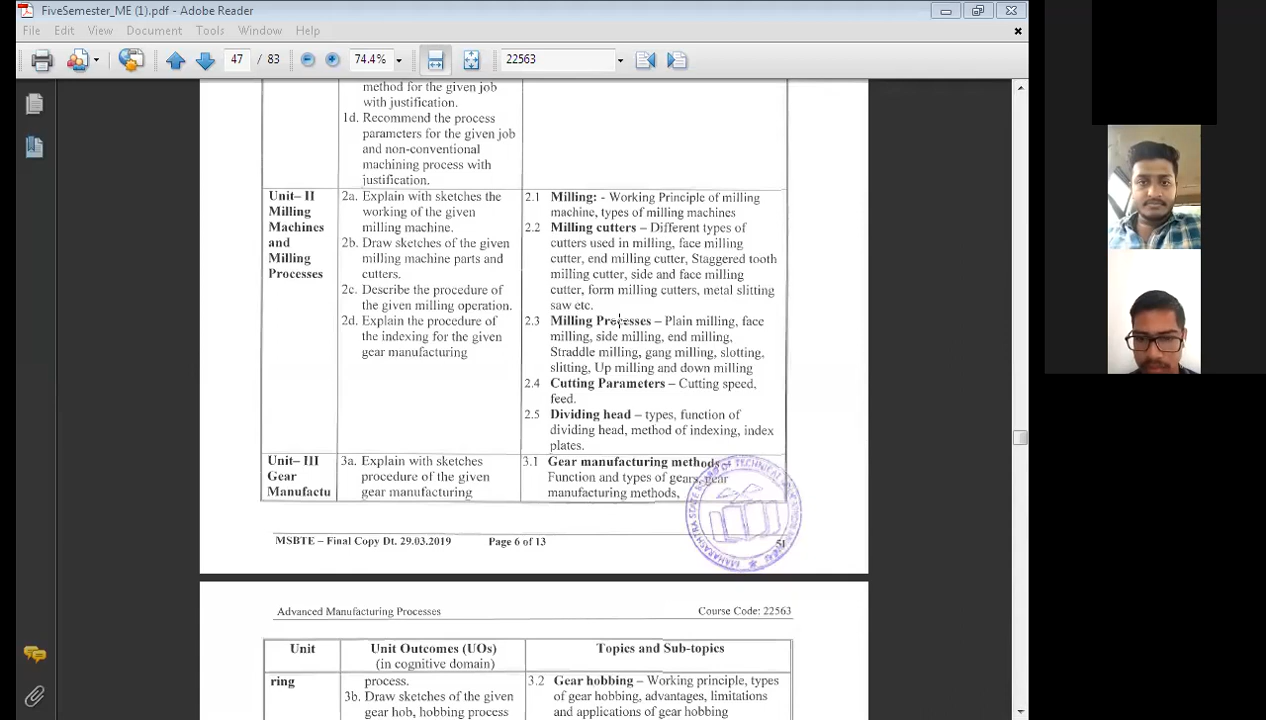 FiveSemester_ME (1).pdf - Adobe Reader
File Edit View Document Tools Window Help
47 / 83 74.4% 22563
method for the given job
with justification.
1d. Recommend the process
parameters for the given job
and non-conventional
machining process with
justification.
Unit– II
Milling
Machines
and
Milling
Processes
2a. Explain with sketches the
working of the given
milling machine.
2b. Draw sketches of the given
milling machine parts and
cutters.
2c. Describe the procedure of
the given milling operation.
2d. Explain the procedure of
the indexing for the given
gear manufacturing
2.1 Milling: - Working Principle of milling
machine, types of milling machines
2.2 Milling cutters – Different types of
cutters used in milling, face milling
cutter, end milling cutter, Staggered tooth
milling cutter, side and face milling
cutter, form milling cutters, metal slitting
saw etc.
2.3 Milling Processes – Plain milling, face
milling, side milling, end milling,
Straddle milling, gang milling, slotting,
slitting, Up milling and down milling
2.4 Cutting Parameters – Cutting speed,
feed.
2.5 Dividing head – types, function of
dividing head, method of indexing, index
plates.
Unit– III
Gear
Manufactu
3a. Explain with sketches
procedure of the given
gear manufacturing
3.1 Gear manufacturing methods
Function and types of gears, gear
manufacturing methods,
MAHARASHTRA STATE BOARD OF TECHNICAL EDUCATION
MSBTE – Final Copy Dt. 29.03.2019 Page 6 of 13 51
Advanced Manufacturing Processes Course Code: 22563
Unit
Unit Outcomes (UOs)
(in cognitive domain)
Topics and Sub-topics
ring
process.
3b. Draw sketches of the given
gear hob, hobbing process
3.2 Gear hobbing – Working principle, types
of gear hobbing, advantages, limitations
and applications of gear hobbing